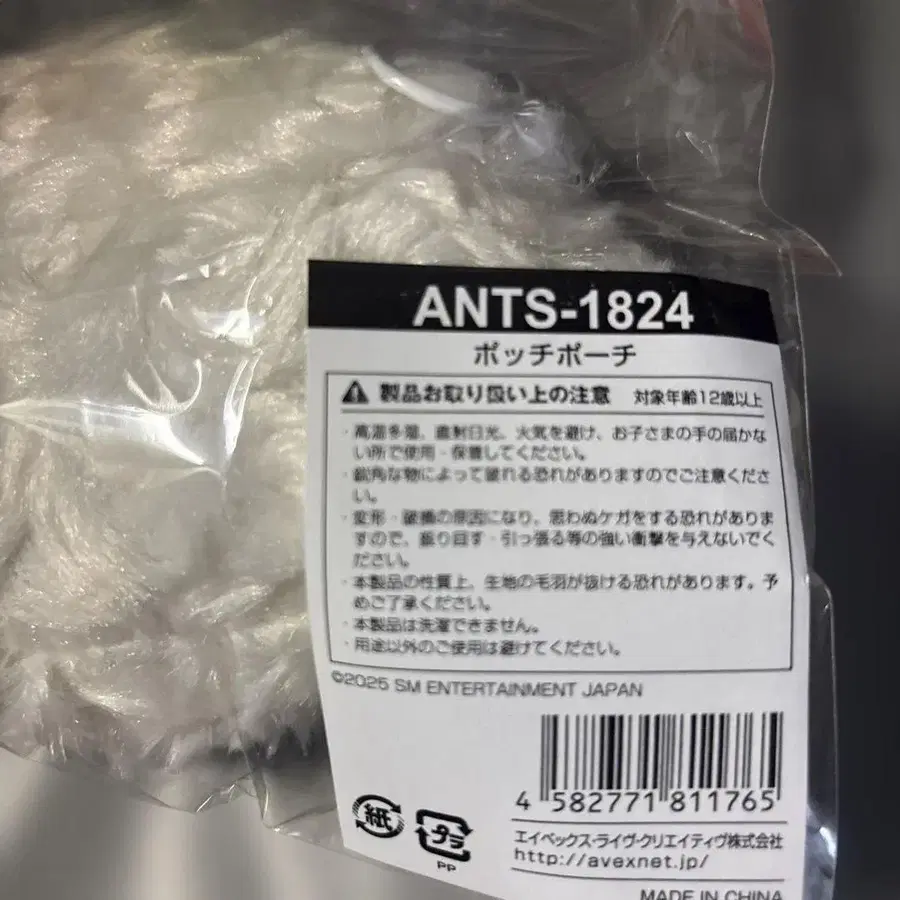 ANTS-1824
ポッチポーチ
製品お取り扱い上の注意 対象年齢12歳以上
・高温多湿、直射日光、火気を避け、お子さまの手の届かな
い所で使用・保管してください。
・鋭角な物によって破れる恐れがありますのでご注意くださ
い。
・変形・破損の原因になり、思わぬケガをする恐れがありま
すので、振り回す・引っ張る等の強い衝撃を与えないでく
ださい。
・本製品の性質上、生地の毛羽が抜ける恐れがあります。予
めご了承ください。
・本製品は洗濯できません。
・用途以外のご使用は避けてください。
©2025 SM ENTERTAINMENT JAPAN
4 582771 811765
紙
プラ
PP
エイベックス・ライヴ・クリエイティヴ株式会社
http://avexnet.jp/
MADE IN CHINA